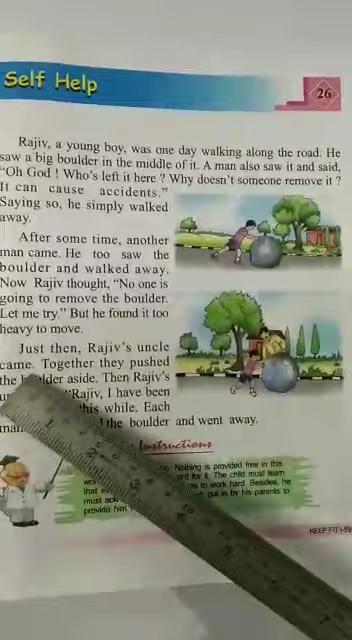 Self Help
26
Rajiv, a young boy, was one day walking along the road. He
saw a big boulder in the middle of it. A man also saw it and said,
“Oh God ! Who’s left it here ? Why doesn’t someone remove it ?
It can cause accidents.”
Saying so, he simply walked
away.
After some time, another
man came. He too saw the
boulder and walked away.
Now Rajiv thought, “No one is
going to remove the boulder.
Let me try.” But he found it too
heavy to move.
Just then, Rajiv’s uncle
came. Together they pushed
the boulder aside. Then Rajiv’s
“Rajiv, I have been
this while. Each
man the boulder and went away.
Instructions
Nothing is provided free in this
for it. The child must learn
to work hard. Besides, he
must put in by his parents to
provide him
KEEP FIT I-59